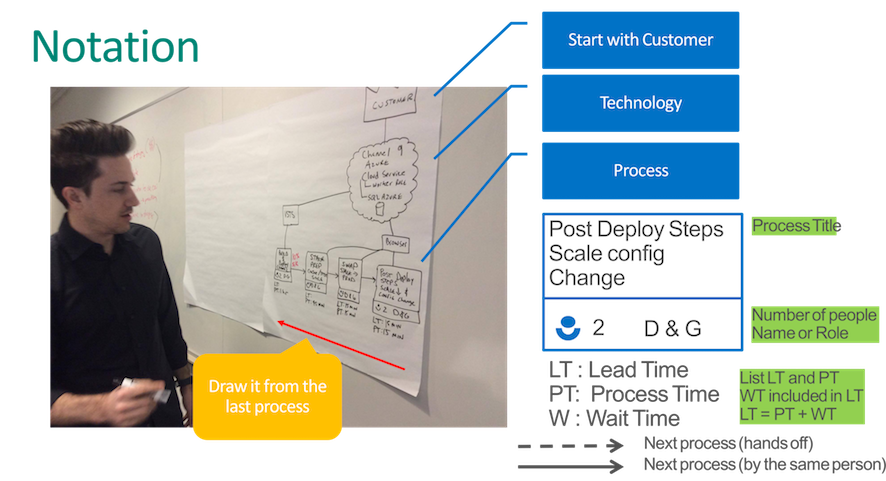 Notation
Start with Customer
Technology
Process
CUSTOMER
Channel 9
AZURE
Cloud Service
Worker Role
SQL AZURE
BROWSER
Post Deploy
STEPS
Config Change
2 D&G
LT: 15 min
PT: 15 min
Draw it from the
last process
Post Deploy Steps
Scale config
Change
2 D & G
Process Title
Number of people
Name or Role
LT : Lead Time
PT: Process Time
W : Wait Time
List LT and PT
WT included in LT
LT = PT + WT
Next process (hands off)
Next process (by the same person)